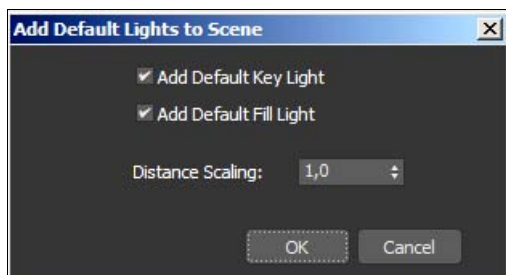 Add Default Lights to Scene
Add Default Key Light
Add Default Fill Light
Distance Scaling: 1,0
OK Cancel